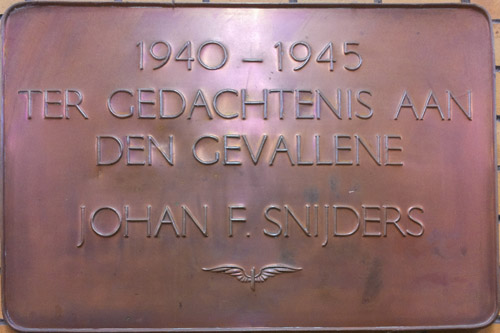 1940 – 1945
TER GEDACHTENIS AAN
DEN GEVALLENE
JOHAN F. SNIJDERS